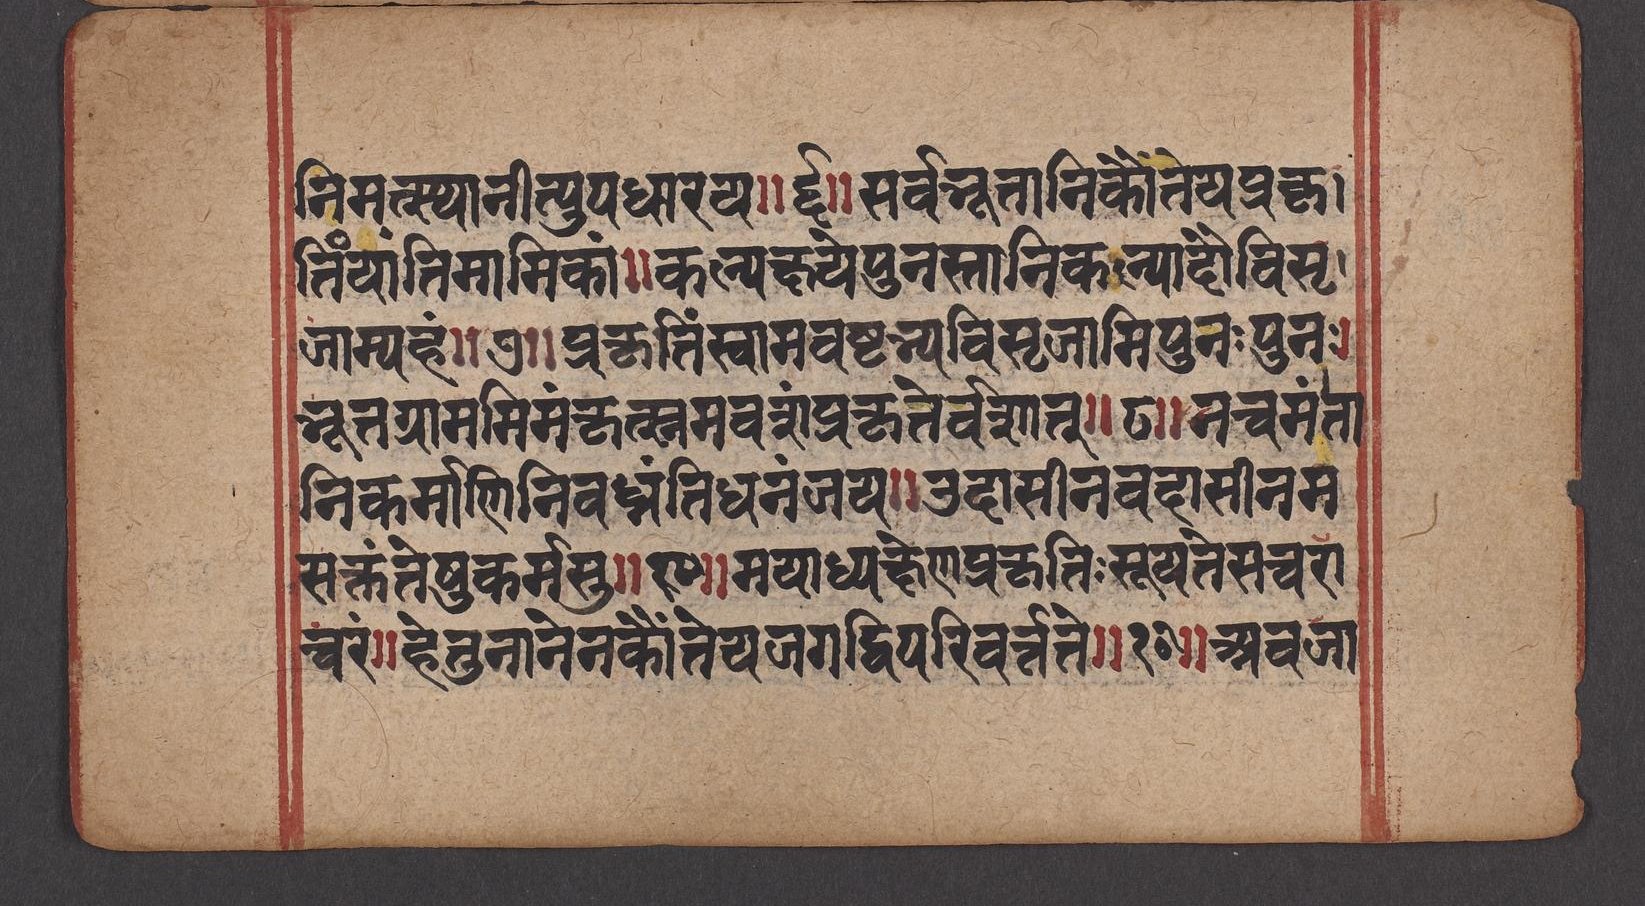 निमत्स्थानीत्युपधारय॥६॥सर्वभूतानिकौंतेयप्रकृ।
तिंयांतिमामिकां॥कल्पक्षयेपुनस्तानिकल्पादौविसृ।
जाम्यहं॥७॥प्रकृतिंस्वामवष्टभ्यविसृजामिपुनःपुनः।
भूतग्राममिमंकृत्स्नमवशंप्रकृतेर्वशात्॥८॥नचमंता
निकर्माणिनिवध्नंतिधनंजय॥उदासीनवदासीनम
सक्तंतेषुकर्मसु॥९॥मयाध्यक्षेणप्रकृतिःसूयतेसचरा
चरं॥हेतुनानेनकौंतेयजगद्विपरिवर्त्तते॥१०॥अवजा